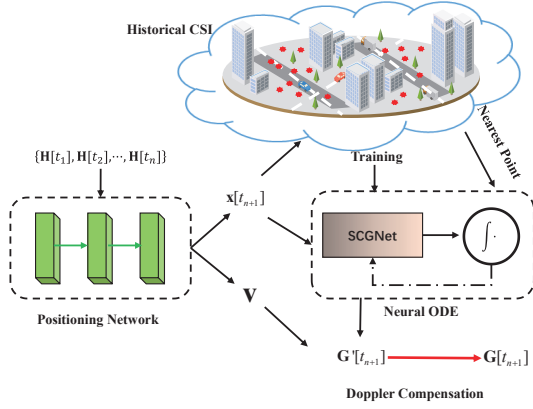 Historical CSI
Nearest Point
{𝐇[t₁], 𝐇[t₂],⋯, 𝐇[tₙ]}
Training
𝐱[tₙ₊₁]
SCGNet
∫·
Positioning Network
𝐕
Neural ODE
𝐆'[tₙ₊₁]
𝐆[tₙ₊₁]
Doppler Compensation